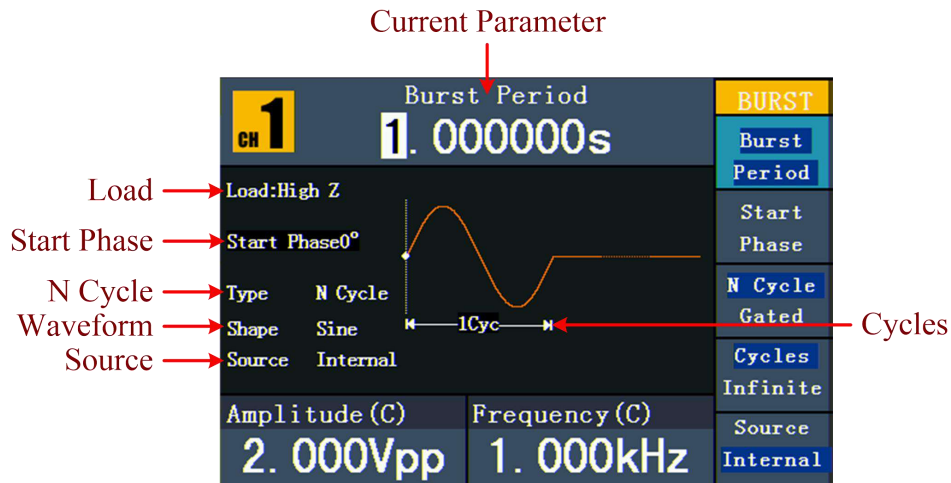 Current Parameter
CH 1
Burst Period
1.000000s
BURST
Burst
Period
Start
Phase
N Cycle
Gated
Cycles
Infinite
Source
Internal
Load
Load:High Z
Start Phase
Start Phase0°
N Cycle
Type N Cycle
Waveform
Shape Sine
Source
Source Internal
1Cyc
Cycles
Amplitude(C)
2.000Vpp
Frequency(C)
1.000kHz